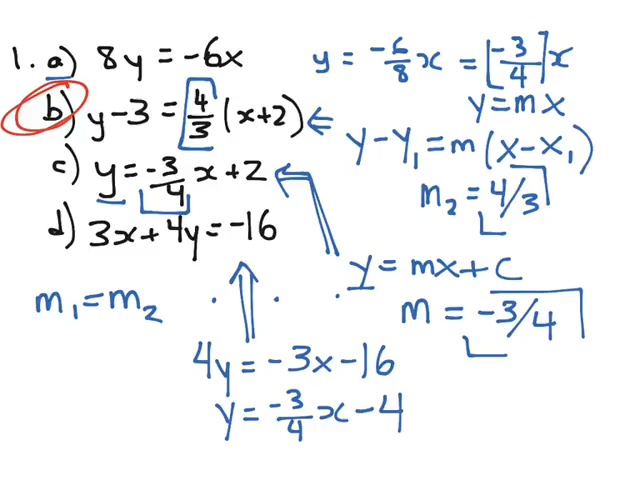 1. a) 8y = -6x
b) y-3 = 4/3 (x+2)
c) y = -3/4 x + 2
d) 3x + 4y = -16
y = -6/8 x = [-3/4] x
y = mx
y - y₁ = m (x - x₁)
m₂ = 4/3
y = mx + c
m = -3/4
m₁ = m₂
4y = -3x - 16
y = -3/4 x - 4